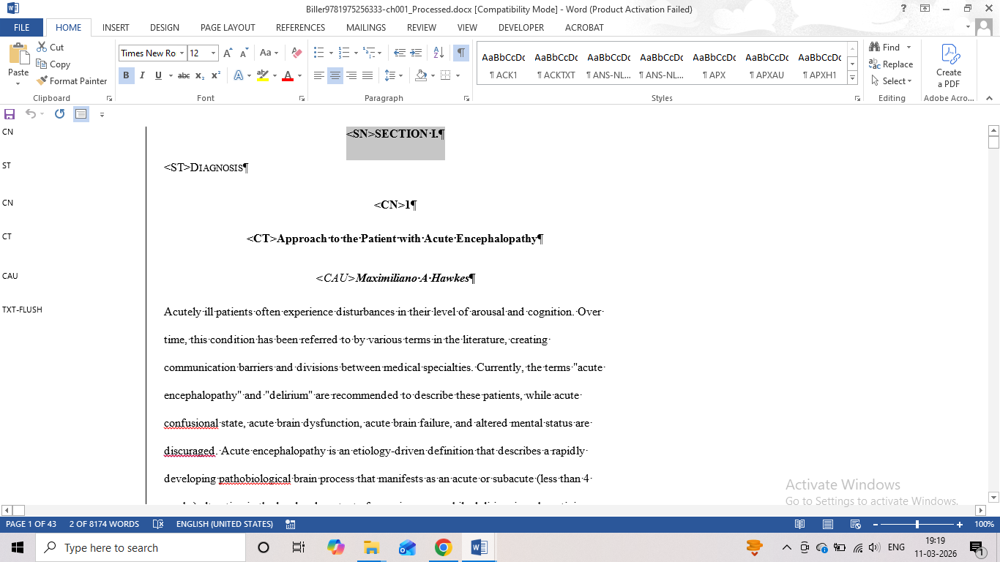 Biller9781975256333-ch001_Processed.docx [Compatibility Mode] - Word (Product Activation Failed)
FILE HOME INSERT DESIGN PAGE LAYOUT REFERENCES MAILINGS REVIEW VIEW DEVELOPER ACROBAT
Paste
Cut
Copy
Format Painter
Clipboard
Times New Ro 12
Font
Paragraph
AaBbCcDc AaBbCcDc AaBbCcDc AaBbCcDc AaBbCcDc AaBbCcDc AaBbCcDc
¶ ACK1 ¶ ACKTXT ¶ ANS-NL... ¶ ANS-NL... ¶ APX ¶ APXAU ¶ APXH1
Styles
Find
Replace
Select
Editing
Create
a PDF
Adobe Acro...
CN <SN>SECTION·I.¶
ST <ST>DIAGNOSIS¶
CN <CN>1¶
CT <CT>Approach·to·the·Patient·with·Acute·Encephalopathy¶
CAU <CAU>Maximiliano·A·Hawkes¶
TXT-FLUSH Acutely·ill·patients·often·experience·disturbances·in·their·level·of·arousal·and·cognition.·Over·
time,·this·condition·has·been·referred·to·by·various·terms·in·the·literature,·creating·
communication·barriers·and·divisions·between·medical·specialties.·Currently,·the·terms·"acute·
encephalopathy"·and·"delirium"·are·recommended·to·describe·these·patients,·while·acute·
confusional·state,·acute·brain·dysfunction,·acute·brain·failure,·and·altered·mental·status·are·
discuraged.·Acute·encephalopathy·is·an·etiology-driven·definition·that·describes·a·rapidly·
developing·pathobiological·brain·process·that·manifests·as·an·acute·or·subacute·(less·than·4·
Activate Windows
Go to Settings to activate Windows.
PAGE 1 OF 43 2 OF 8174 WORDS ENGLISH (UNITED STATES) 100%
Type here to search
ENG
19:19
11-03-2026
1